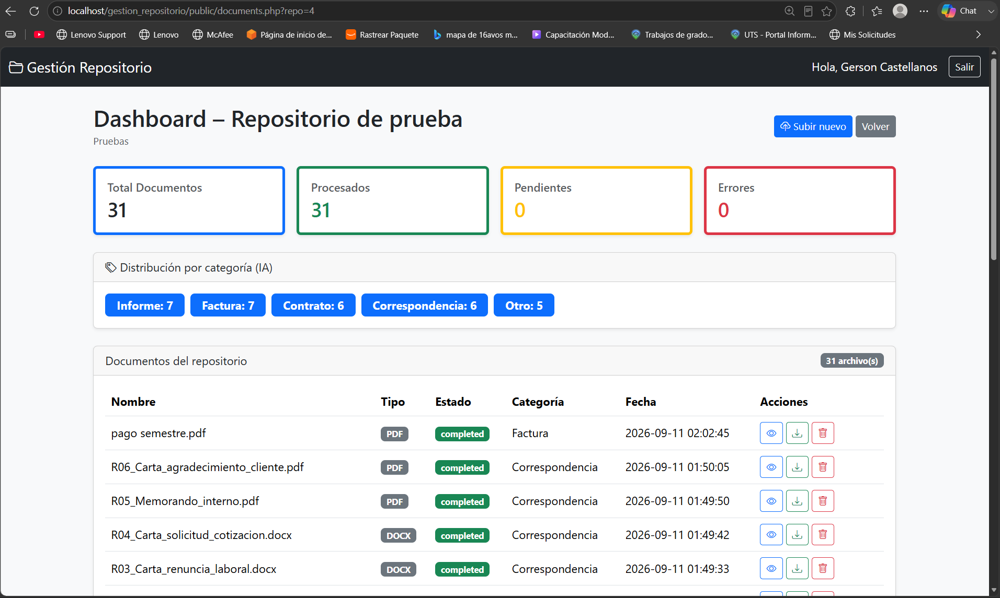 localhost/gestion_repositorio/public/documents.php?repo=4
Chat
Lenovo Support
Lenovo
McAfee
Página de inicio de...
Rastrear Paquete
mapa de 16avos m...
Capacitación Mod...
Trabajos de grado...
UTS - Portal Inform...
Mis Solicitudes
Gestión Repositorio
Hola, Gerson Castellanos
Salir
Dashboard – Repositorio de prueba
Pruebas
Subir nuevo
Volver
Total Documentos
31
Procesados
31
Pendientes
0
Errores
0
Distribución por categoría (IA)
Informe: 7
Factura: 7
Contrato: 6
Correspondencia: 6
Otro: 5
Documentos del repositorio
31 archivo(s)
Nombre Tipo Estado Categoría Fecha Acciones
pago semestre.pdf PDF completed Factura 2026-09-11 02:02:45
R06_Carta_agradecimiento_cliente.pdf PDF completed Correspondencia 2026-09-11 01:50:05
R05_Memorando_interno.pdf PDF completed Correspondencia 2026-09-11 01:49:50
R04_Carta_solicitud_cotizacion.docx DOCX completed Correspondencia 2026-09-11 01:49:42
R03_Carta_renuncia_laboral.docx DOCX completed Correspondencia 2026-09-11 01:49:33